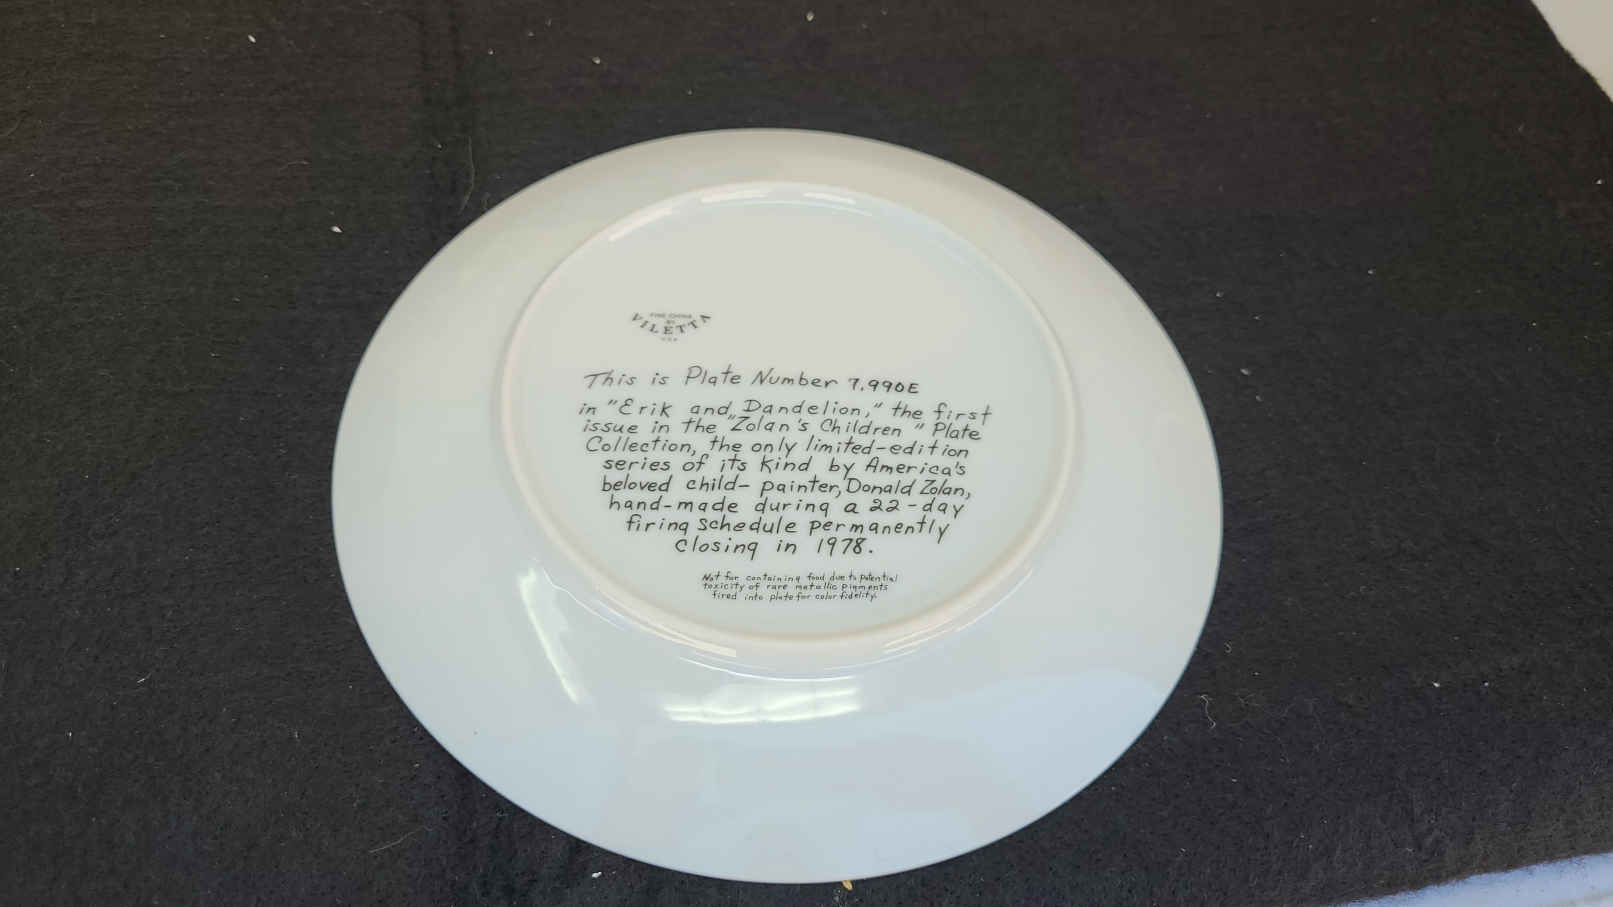 FINE CHINA
BY
VILETTA
U.S.A.
This is Plate Number 7,990E
in "Erik and Dandelion," the first
issue in the "Zolan's Children" Plate
Collection, the only limited-edition
series of its kind by America's
beloved child-painter, Donald Zolan,
hand-made during a 22-day
firing schedule permanently
closing in 1978.
Not for containing food due to potential
toxicity of rare metallic pigments
fired into plate for color fidelity.